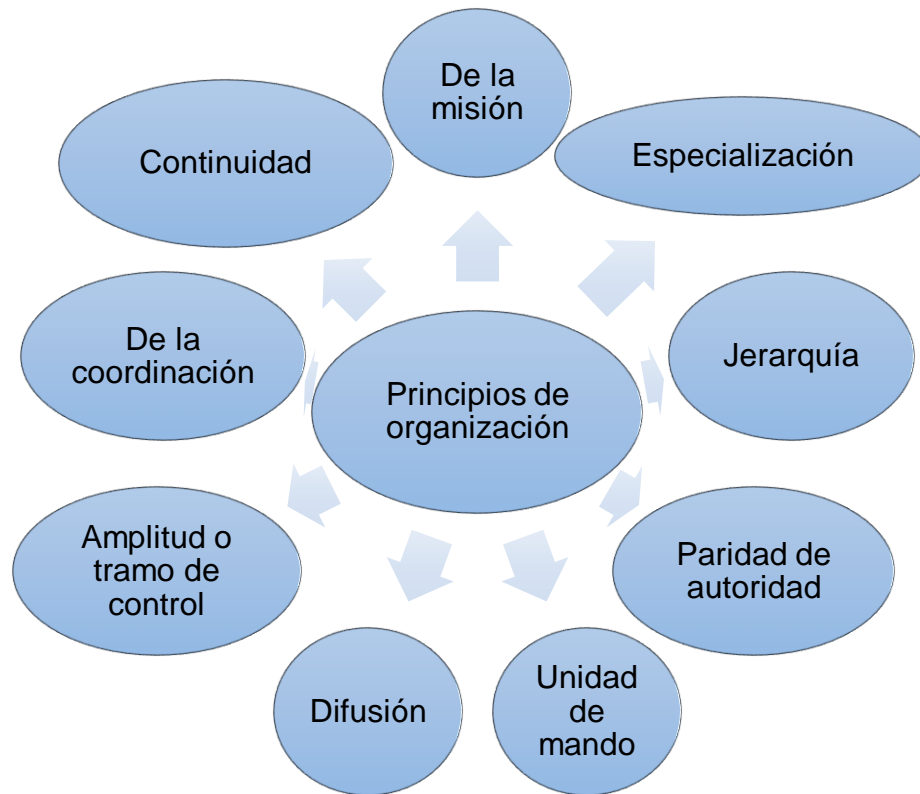 De la
misión
Especialización
Jerarquía
Paridad de
autoridad
Unidad
de
mando
Difusión
Amplitud o
tramo de
control
De la
coordinación
Continuidad
Principios de
organización